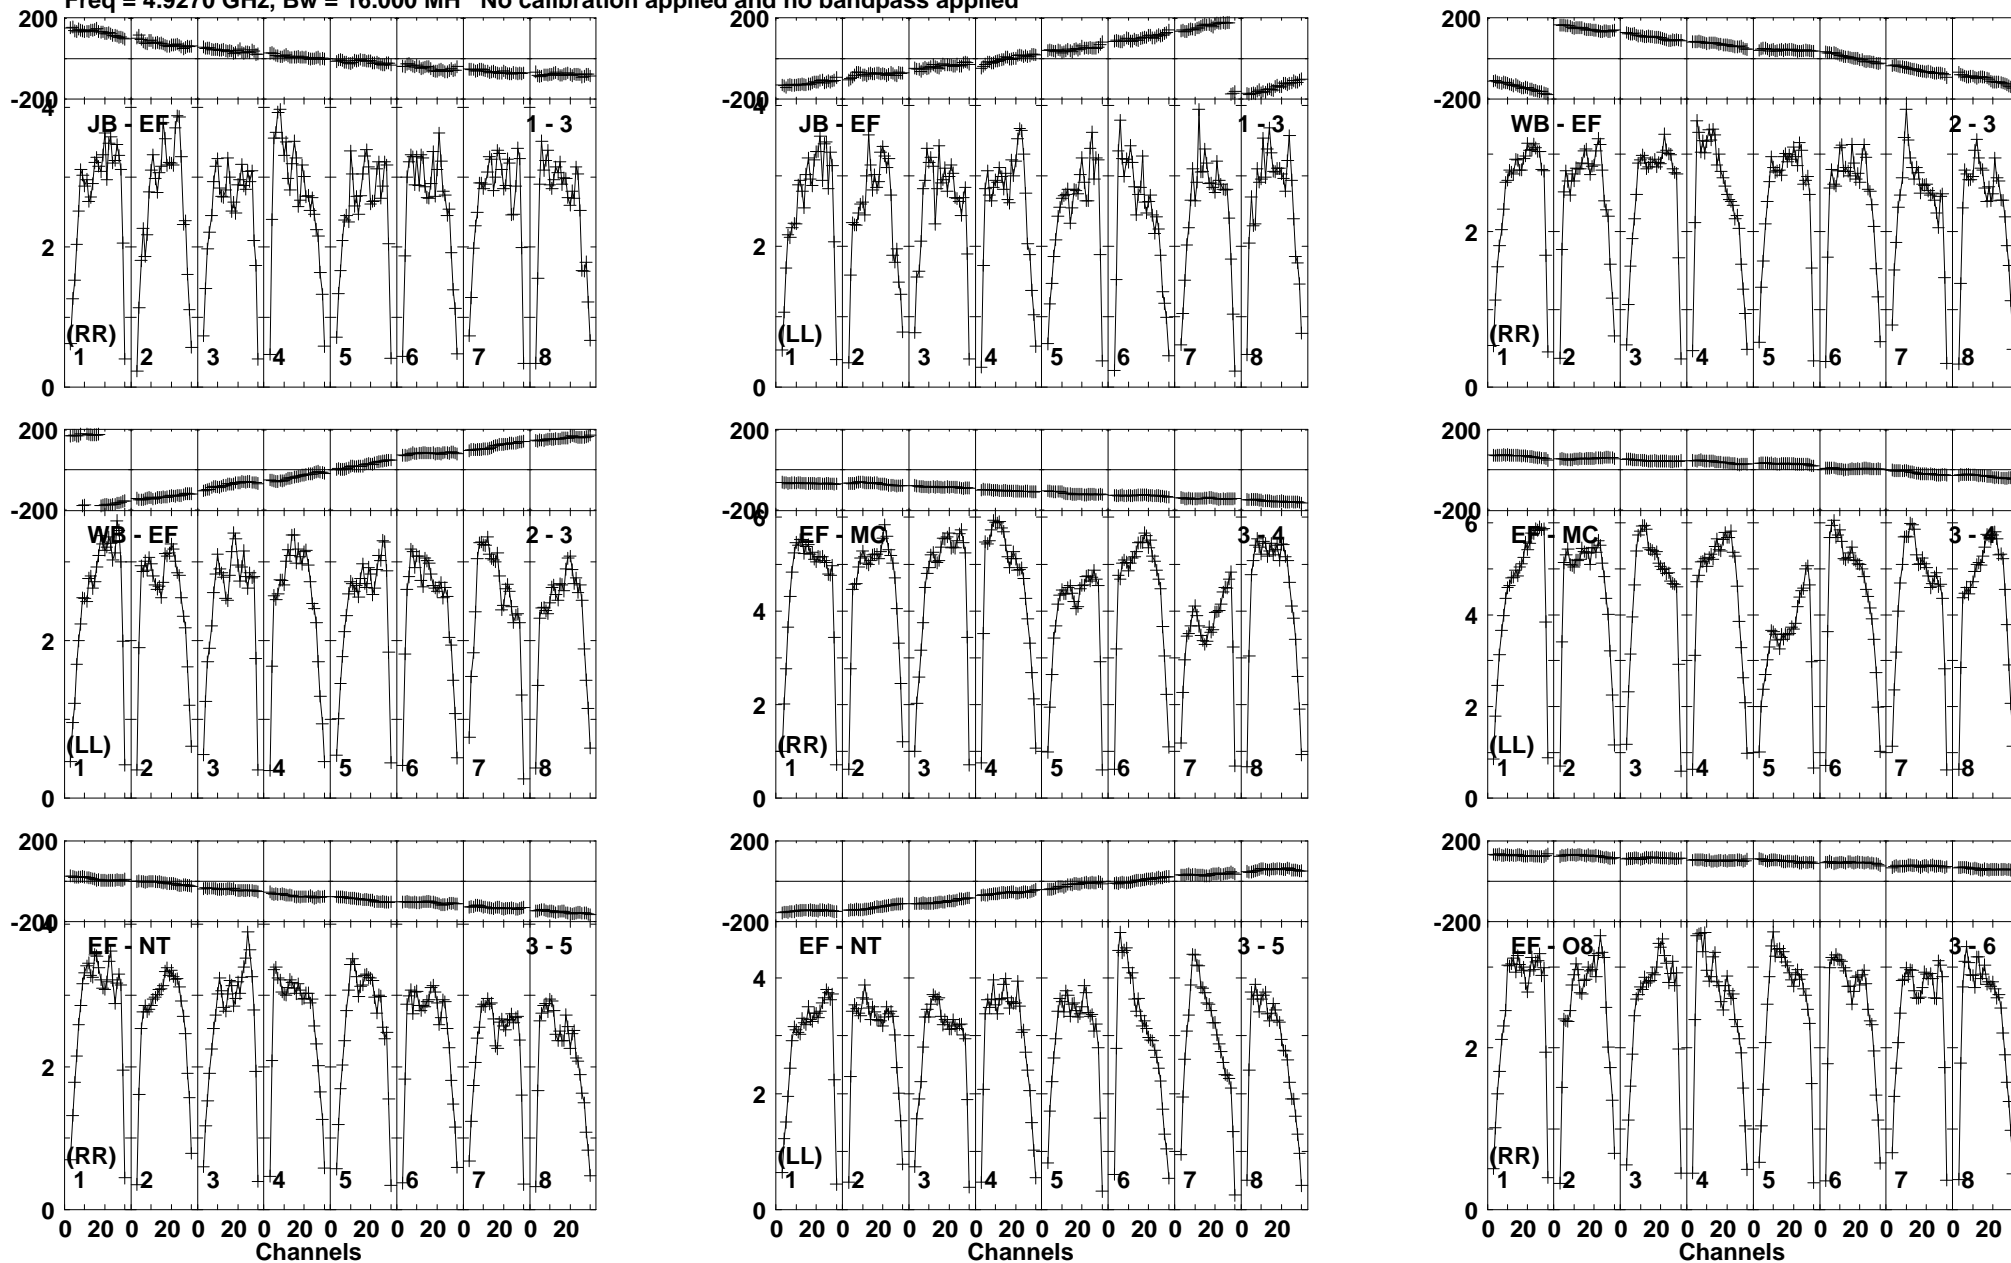 Freq = 4.9270 GHz, Bw = 16.000 MH No calibration applied and no bandpass applied
200 200 200
-200 -200 -200
4 4
JB - EF 1 - 3 JB - EF 1 - 3 WB - EF 2 - 3
2 2 2
(RR) (LL) (RR)
1 2 3 4 5 6 7 8 1 2 3 4 5 6 7 8 1 2 3 4 5 6 7 8
0 0 0
200 200 200
-200 -200 -200
6 6
WB - EF 2 - 3 EF - MC 3 - 4 EF - MC 3 - 4
4 4
2 2 2
(LL) (RR) (LL)
1 2 3 4 5 6 7 8 1 2 3 4 5 6 7 8 1 2 3 4 5 6 7 8
0 0 0
200 200 200
-200 -200 -200
4
EF - NT 3 - 5 EF - NT 3 - 5 EF - O8 3 - 6
4
2 2 2
(RR) (LL) (RR)
1 2 3 4 5 6 7 8 1 2 3 4 5 6 7 8 1 2 3 4 5 6 7 8
0 0 0
0 20 0 20 0 20 0 20 0 20 0 20 0 20 0 20 0 20 0 20 0 20 0 20 0 20 0 20 0 20 0 20 0 20 0 20 0 20 0 20 0 20 0 20 0 20 0 20
Channels Channels Channels